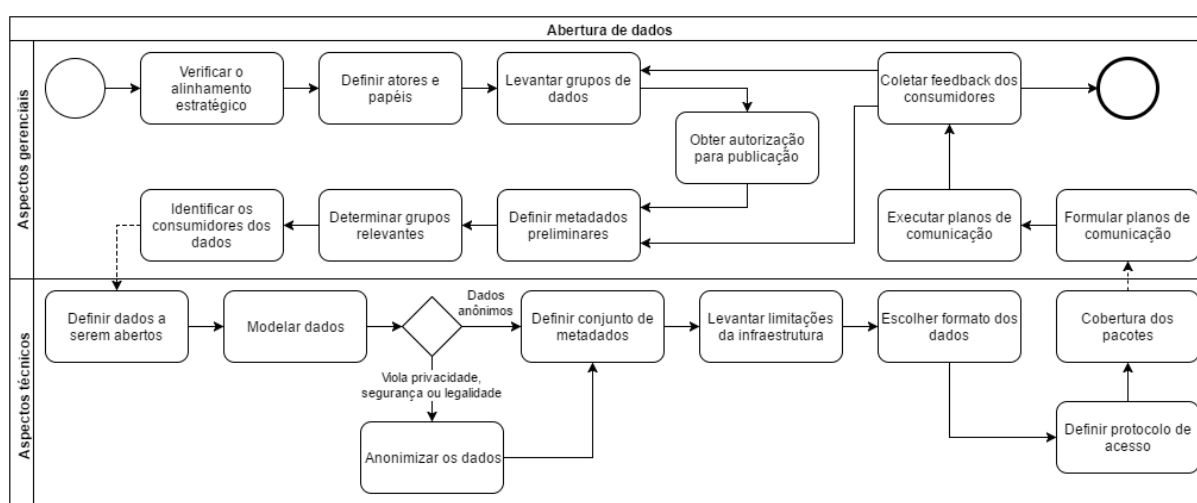 Abertura de dados
Aspectos gerenciais
Verificar o
alinhamento
estratégico
Definir atores e
papéis
Levantar grupos de
dados
Obter autorização
para publicação
Coletar feedback dos
consumidores
Identificar os
consumidores dos
dados
Determinar grupos
relevantes
Definir metadados
preliminares
Executar planos de
comunicação
Formular planos de
comunicação
Aspectos técnicos
Definir dados a
serem abertos
Modelar dados
Dados
anônimos
Viola privacidade,
segurança ou legalidade
Anonimizar os dados
Definir conjunto de
metadados
Levantar limitações
da infraestrutura
Escolher formato dos
dados
Cobertura dos
pacotes
Definir protocolo de
acesso